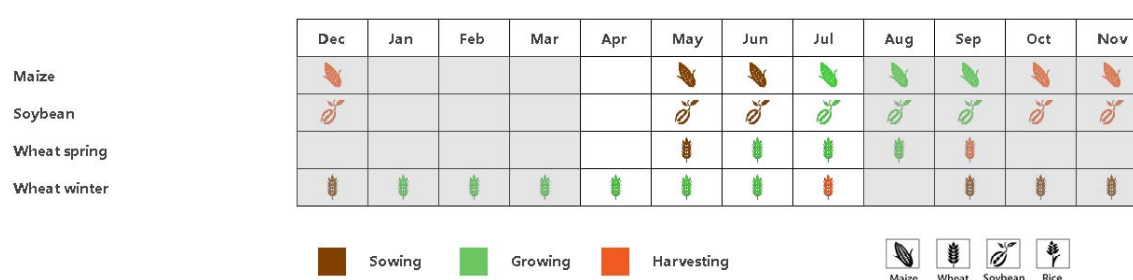 Dec Jan Feb Mar Apr May Jun Jul Aug Sep Oct Nov
Maize
Soybean
Wheat spring
Wheat winter
Sowing Growing Harvesting
Maize Wheat Soybean Rice